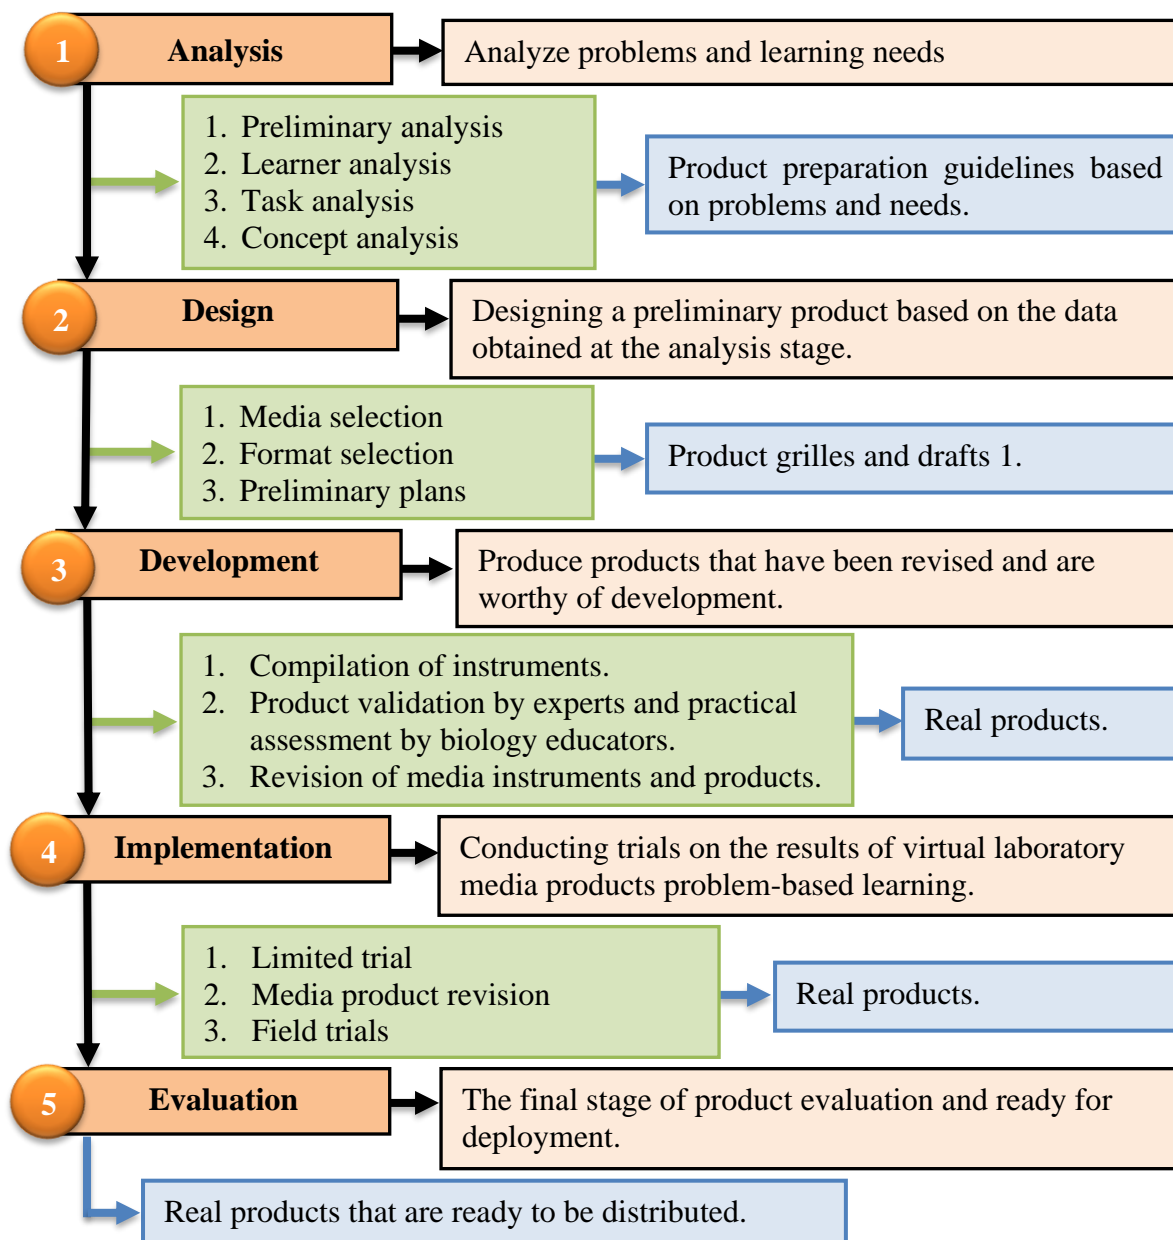 1
Analysis
Analyze problems and learning needs
1. Preliminary analysis
2. Learner analysis
3. Task analysis
4. Concept analysis
Product preparation guidelines based
on problems and needs.
2
Design
Designing a preliminary product based on the data
obtained at the analysis stage.
1. Media selection
2. Format selection
3. Preliminary plans
Product grilles and drafts 1.
3
Development
Produce products that have been revised and are
worthy of development.
1. Compilation of instruments.
2. Product validation by experts and practical
assessment by biology educators.
3. Revision of media instruments and products.
Real products.
4
Implementation
Conducting trials on the results of virtual laboratory
media products problem-based learning.
1. Limited trial
2. Media product revision
3. Field trials
Real products.
5
Evaluation
The final stage of product evaluation and ready for
deployment.
Real products that are ready to be distributed.